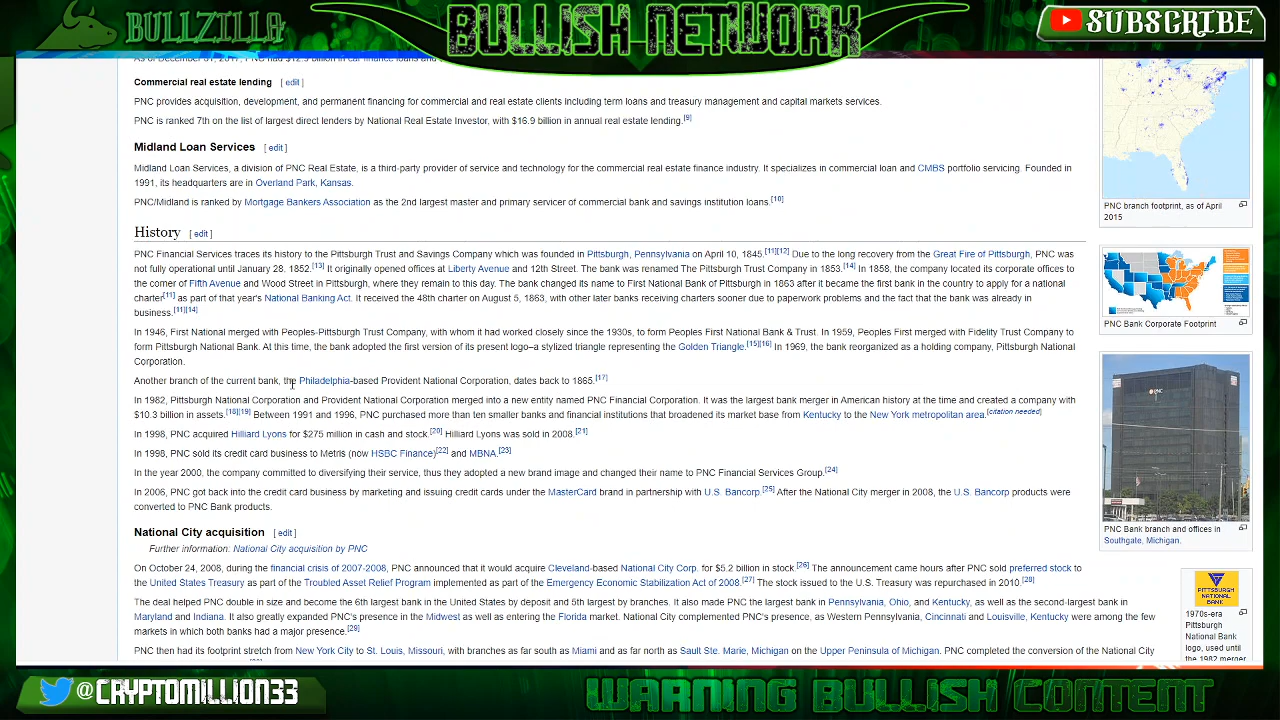 BULLZILLA
BULLISH NETWORK
SUBSCRIBE
Commercial real estate lending [ edit ]
PNC provides acquisition, development, and permanent financing for commercial and real estate clients including term loans and treasury management and capital markets services.
PNC is ranked 7th on the list of largest direct lenders by National Real Estate Investor, with $16.9 billion in annual real estate lending.[9]
Midland Loan Services [ edit ]
Midland Loan Services, a division of PNC Real Estate, is a third-party provider of service and technology for the commercial real estate finance industry. It specializes in commercial loan and CMBS portfolio servicing. Founded in
1991, its headquarters are in Overland Park, Kansas.
PNC/Midland is ranked by Mortgage Bankers Association as the 2nd largest master and primary servicer of commercial bank and savings institution loans.[10]
History [ edit ]
PNC Financial Services traces its history to the Pittsburgh Trust and Savings Company which was founded in Pittsburgh, Pennsylvania on April 10, 1845.[11][12] Due to the long recovery from the Great Fire of Pittsburgh, PNC was
not fully operational until January 28, 1852.[13] It originally opened offices at Liberty Avenue and 12th Street. The bank was renamed The Pittsburgh Trust Company in 1853.[14] In 1858, the company located its corporate offices to
the corner of Fifth Avenue and Wood Street in Pittsburgh, where they remain to this day. The bank changed its name to First National Bank of Pittsburgh in 1863 after it became the first bank in the country to apply for a national
charter[11] as part of that year's National Banking Act. It received the 48th charter on August 5, 1863, with other later banks receiving charters sooner due to paperwork problems and the fact that the bank was already in
business.[11][14]
In 1946, First National merged with Peoples-Pittsburgh Trust Company, with whom it had worked closely since the 1930s, to form Peoples First National Bank & Trust. In 1959, Peoples First merged with Fidelity Trust Company to
form Pittsburgh National Bank. At this time, the bank adopted the first version of its present logo–a stylized triangle representing the Golden Triangle.[15][16] In 1969, the bank reorganized as a holding company, Pittsburgh National
Corporation.
Another branch of the current bank, the Philadelphia-based Provident National Corporation, dates back to 1865.[17]
In 1982, Pittsburgh National Corporation and Provident National Corporation merged into a new entity named PNC Financial Corporation. It was the largest bank merger in American history at the time and created a company with
$10.3 billion in assets.[18][19] Between 1991 and 1996, PNC purchased more than ten smaller banks and financial institutions that broadened its market base from Kentucky to the New York metropolitan area.[citation needed]
In 1998, PNC acquired Hilliard Lyons for $275 million in cash and stock.[20] Hilliard Lyons was sold in 2008.[21]
In 1998, PNC sold its credit card business to Metris (now HSBC Finance)[22] and MBNA.[23]
In the year 2000, the company committed to diversifying their service, thus they adopted a new brand image and changed their name to PNC Financial Services Group.[24]
In 2006, PNC got back into the credit card business by marketing and issuing credit cards under the MasterCard brand in partnership with U.S. Bancorp.[25] After the National City merger in 2008, the U.S. Bancorp products were
converted to PNC Bank products.
National City acquisition [ edit ]
Further information: National City acquisition by PNC
On October 24, 2008, during the financial crisis of 2007-2008, PNC announced that it would acquire Cleveland-based National City Corp. for $5.2 billion in stock.[26] The announcement came hours after PNC sold preferred stock to
the United States Treasury as part of the Troubled Asset Relief Program implemented as part of the Emergency Economic Stabilization Act of 2008.[27] The stock issued to the U.S. Treasury was repurchased in 2010.[28]
The deal helped PNC double in size and become the 6th largest bank in the United States by deposit and 5th largest by branches. It also made PNC the largest bank in Pennsylvania, Ohio, and Kentucky, as well as the second-largest bank in
Maryland and Indiana. It also greatly expanded PNC's presence in the Midwest as well as entering the Florida market. National City complemented PNC's presence, as Western Pennsylvania, Cincinnati and Louisville, Kentucky were among the few
markets in which both banks had a major presence.[29]
PNC then had its footprint stretch from New York City to St. Louis, Missouri, with branches as far south as Miami and as far north as Sault Ste. Marie, Michigan on the Upper Peninsula of Michigan. PNC completed the conversion of the National City
PNC branch footprint, as of April
2015
PNC Bank Corporate Footprint
PNC Bank branch and offices in
Southgate, Michigan.
PITTSBURGH
NATIONAL
BANK
1970s-era
Pittsburgh
National Bank
logo, used until
the 1982 merger
@CRYPTOMILLION33
WARNING BULLISH CONTENT